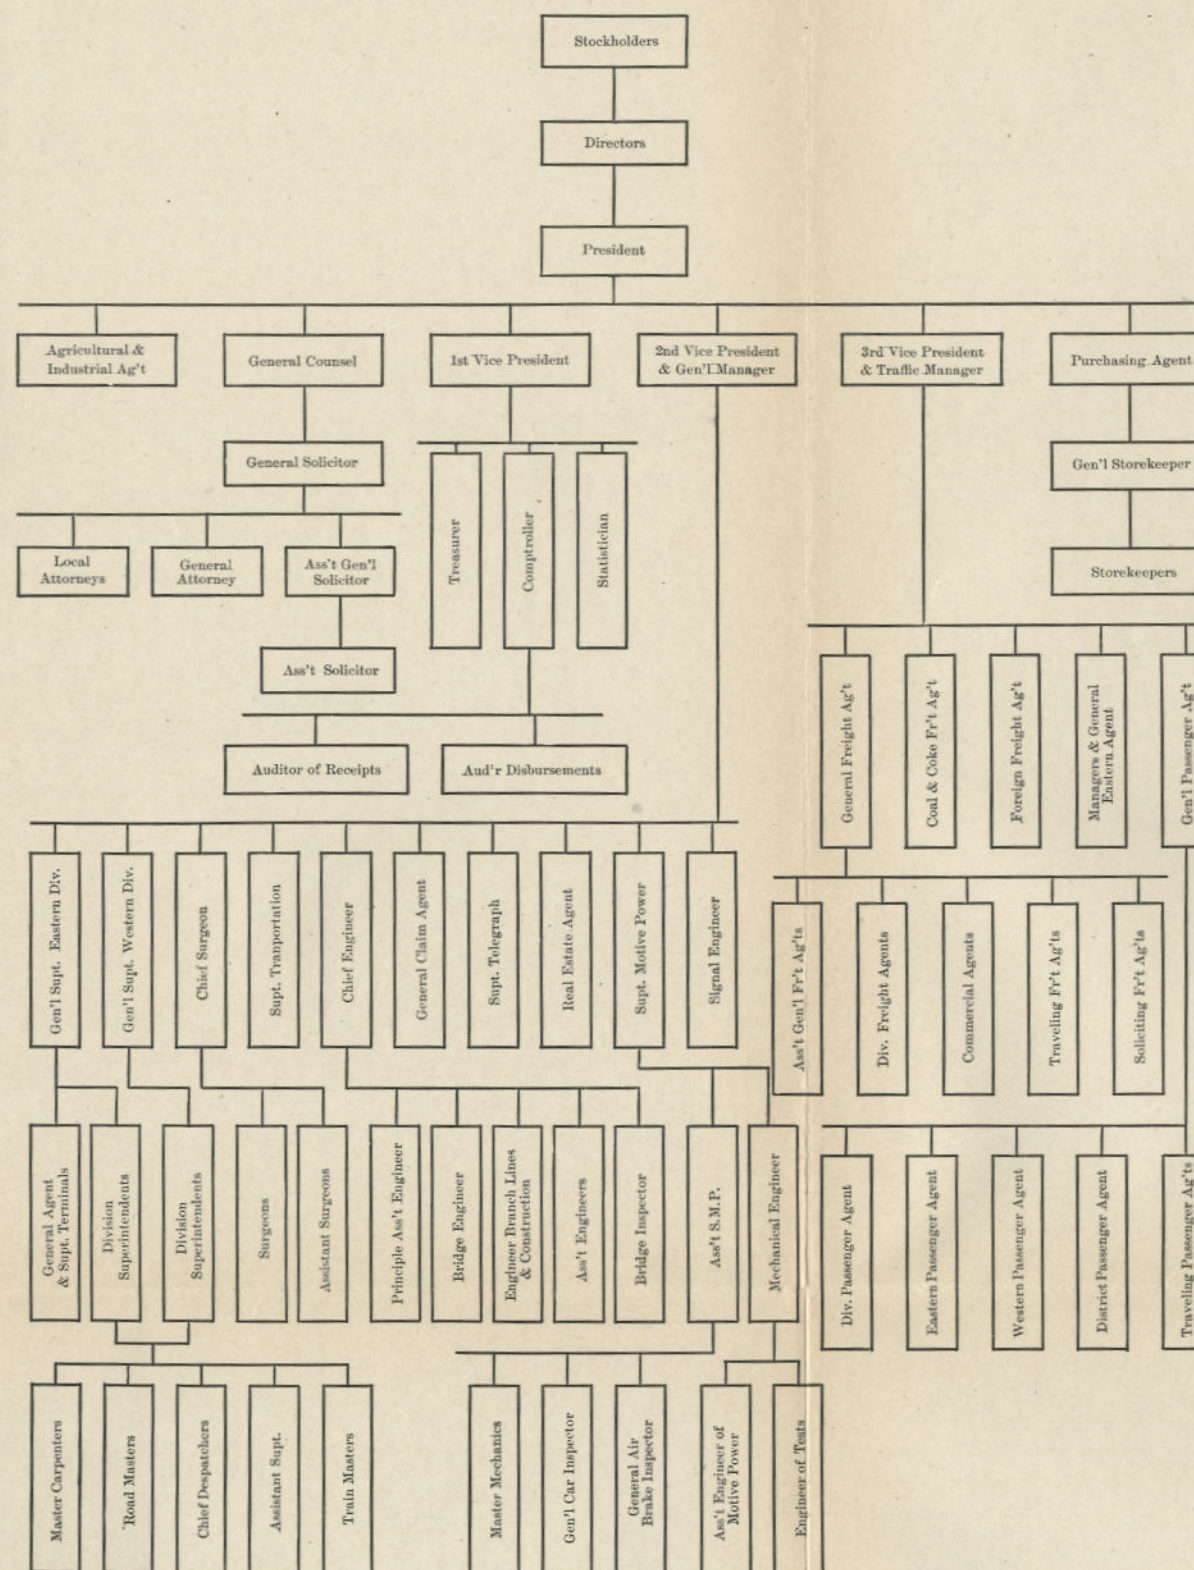 Stockholders
Directors
President
Agricultural &
Industrial Ag't
General Counsel
1st Vice President
2nd Vice President
& Gen'l Manager
3rd Vice President
& Traffic Manager
Purchasing Agent
General Solicitor
Gen'l Storekeeper
Treasurer
Comptroller
Statistician
Local
Attorneys
General
Attorney
Ass't Gen'l
Solicitor
Storekeepers
Ass't Solicitor
General Freight Ag't
Coal & Coke Fr't Ag't
Foreign Freight Ag't
Managers & General
Eastern Agent
Gen'l Passenger Ag't
Auditor of Receipts
Aud'r Disbursements
Gen'l Supt. Eastern Div.
Gen'l Supt. Western Div.
Chief Surgeon
Supt. Tranportation
Chief Engineer
General Claim Agent
Supt. Telegraph
Real Estate Agent
Supt. Motive Power
Signal Engineer
Ass't Gen'l Fr't Ag'ts
Div. Freight Agents
Commercial Agents
Traveling Fr't Ag'ts
Soliciting Fr't Ag'ts
General Agent
& Supt. Terminals
Division
Superintendents
Division
Superintendents
Surgeons
Assistant Surgeons
Principle Ass't Engineer
Bridge Engineer
Engineer Branch Lines
& Construction
Ass't Engineers
Bridge Inspector
Ass't S.M.P.
Mechanical Engineer
Div. Passenger Agent
Eastern Passenger Agent
Western Passenger Agent
District Passenger Agent
Traveling Passenger Ag'ts
Master Carpenters
Road Masters
Chief Despatchers
Assistant Supt.
Train Masters
Master Mechanics
Gen'l Car Inspector
General Air
Brake Inspector
Ass't Engineer of
Motive Power
Engineer of Tests